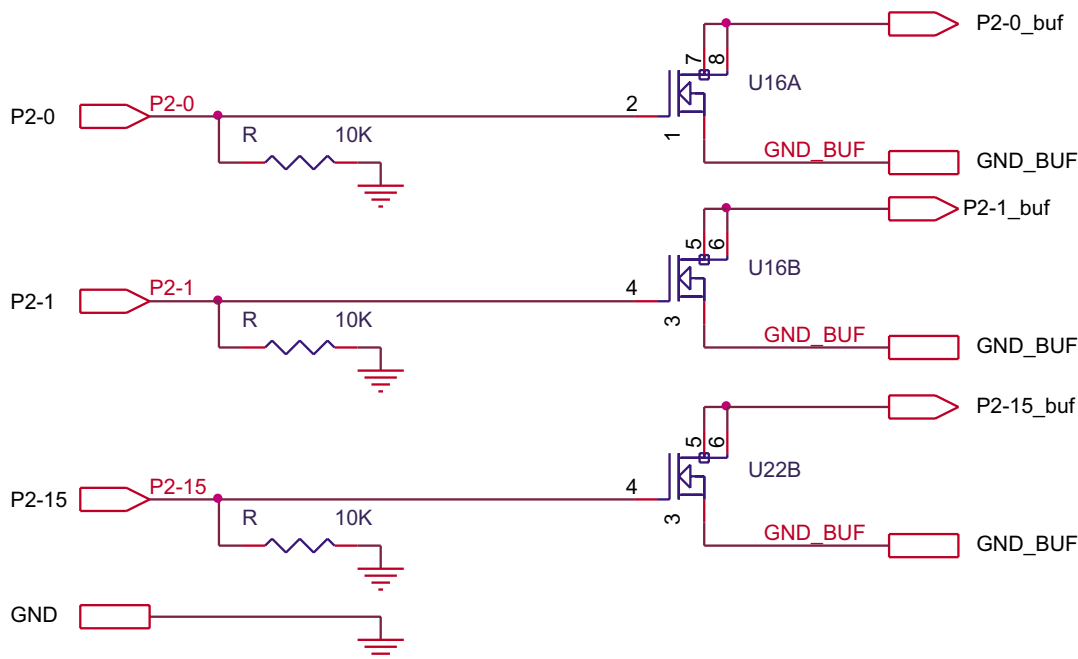 P2-0_buf
7
8
U16A
P2-0
P2-0
2
R
10K
1
GND_BUF
GND_BUF
P2-1_buf
5
6
U16B
P2-1
P2-1
4
R
10K
3
GND_BUF
GND_BUF
P2-15_buf
5
6
U22B
P2-15
P2-15
4
R
10K
3
GND_BUF
GND_BUF
GND